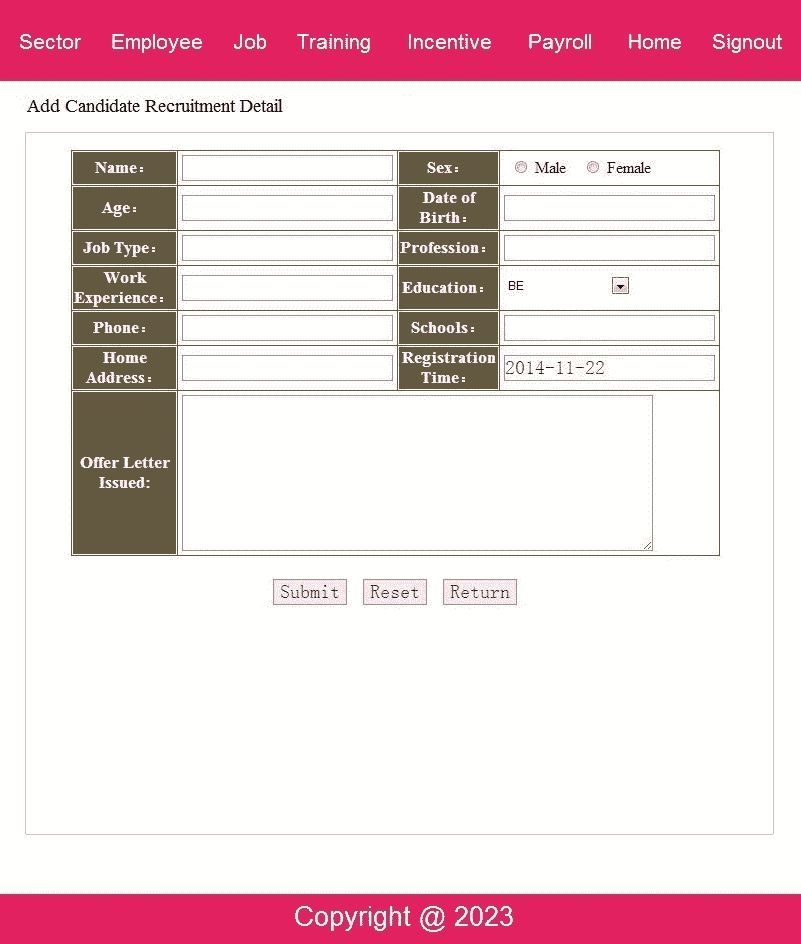 Sector Employee Job Training Incentive Payroll Home Signout
Add Candidate Recruitment Detail
Name： Sex： Male Female
Age： Date of
Birth：
Job Type： Profession：
Work
Experience： Education： BE
Phone： Schools：
Home
Address： Registration
Time： 2014-11-22
Offer Letter
Issued:
Submit Reset Return
Copyright @ 2023